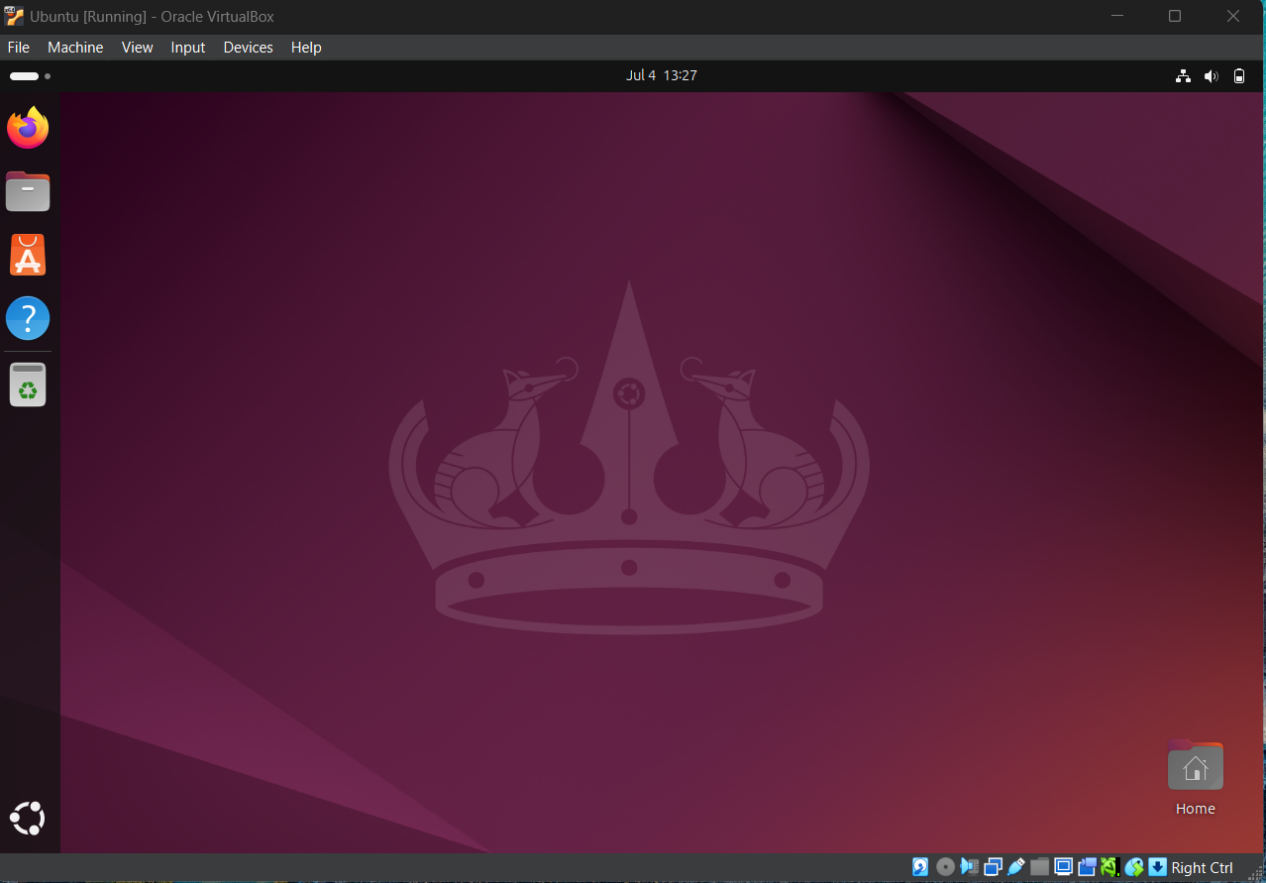 Ubuntu [Running] - Oracle VirtualBox
File Machine View Input Devices Help
Jul 4 13:27
Home
Right Ctrl